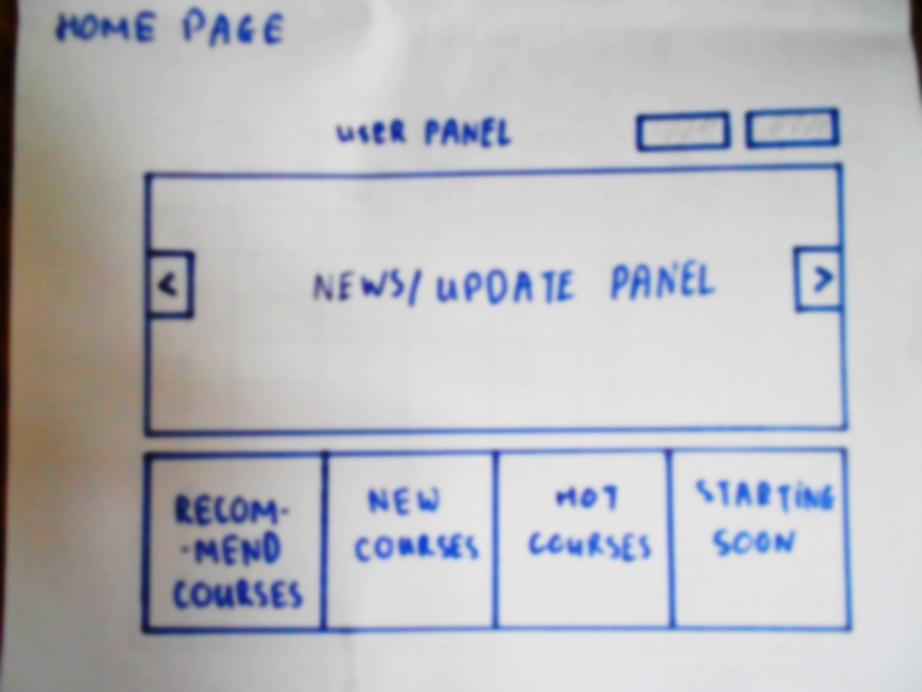 HOME PAGE
USER PANEL
<
NEWS/UPDATE PANEL
>
RECOM-
-MEND
COURSES
NEW
COURSES
HOT
COURSES
STARTING
SOON